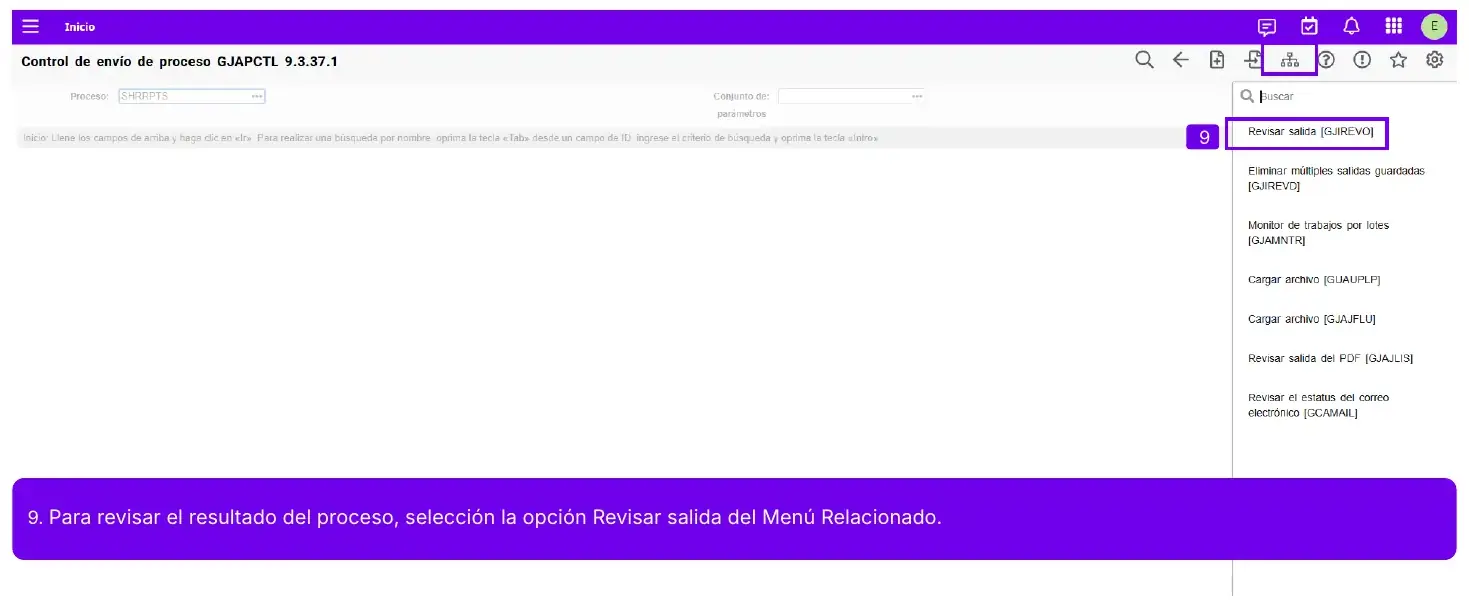 Inicio
E
Control de envío de proceso GJAPCTL 9.3.37.1
Proceso: SHRRPTS
Conjunto de:
parámetros
Buscar
Inicio: Llene los campos de arriba y haga clic en «Ir». Para realizar una búsqueda por nombre, oprima la tecla «Tab» desde un campo de ID, ingrese el criterio de búsqueda y oprima la tecla «Intro»
9
Revisar salida [GJIREVO]
Eliminar múltiples salidas guardadas
[GJIREVD]
Monitor de trabajos por lotes
[GJAMNTR]
Cargar archivo [GUAUPLP]
Cargar archivo [GJAJFLU]
Revisar salida del PDF [GJAJLIS]
Revisar el estatus del correo
electrónico [GCAMAIL]
9. Para revisar el resultado del proceso, selección la opción Revisar salida del Menú Relacionado.